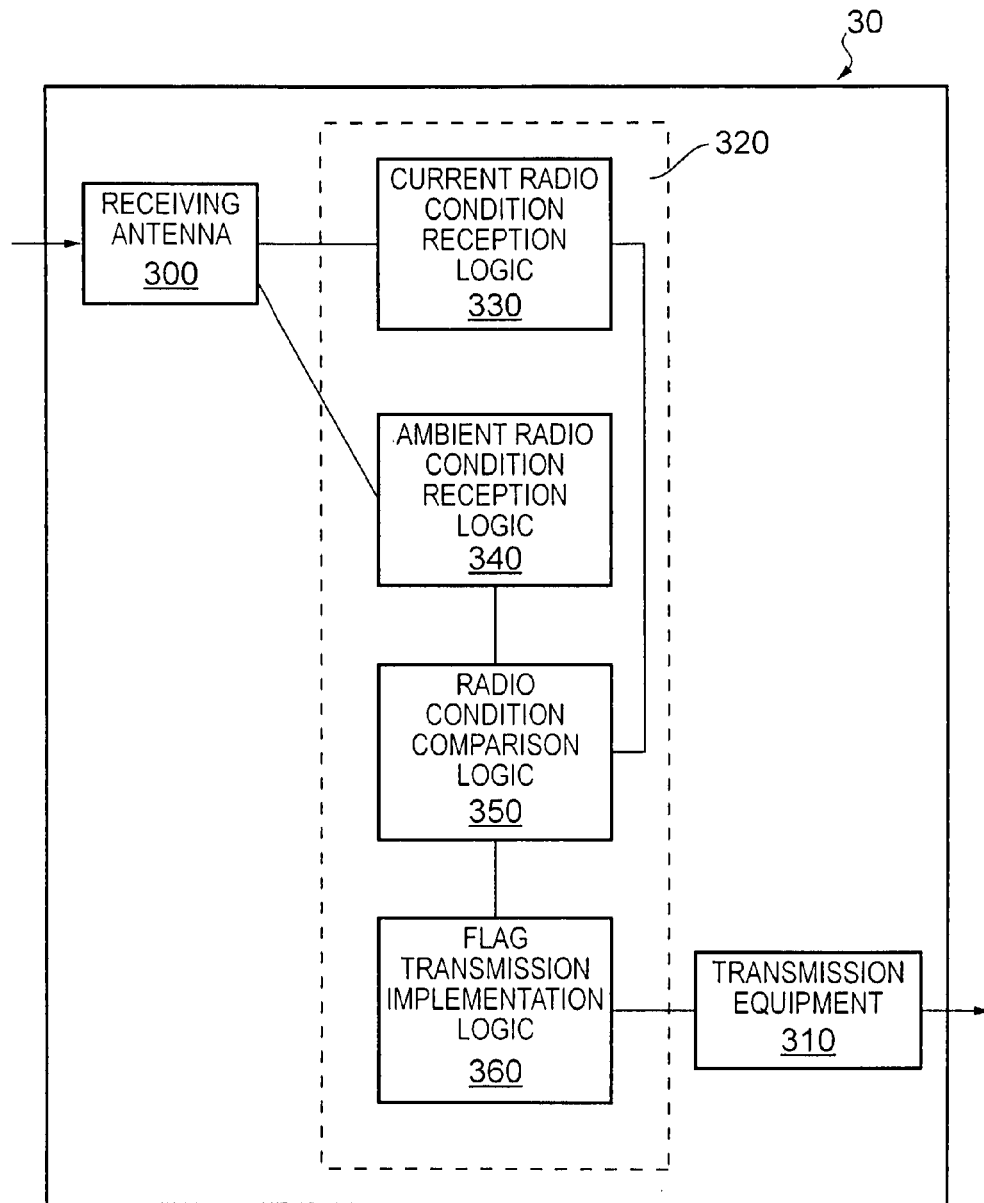 30
320
RECEIVING
ANTENNA
300
CURRENT RADIO
CONDITION
RECEPTION
LOGIC
330
AMBIENT RADIO
CONDITION
RECEPTION
LOGIC
340
RADIO
CONDITION
COMPARISON
LOGIC
350
FLAG
TRANSMISSION
IMPLEMENTATION
LOGIC
360
TRANSMISSION
EQUIPMENT
310